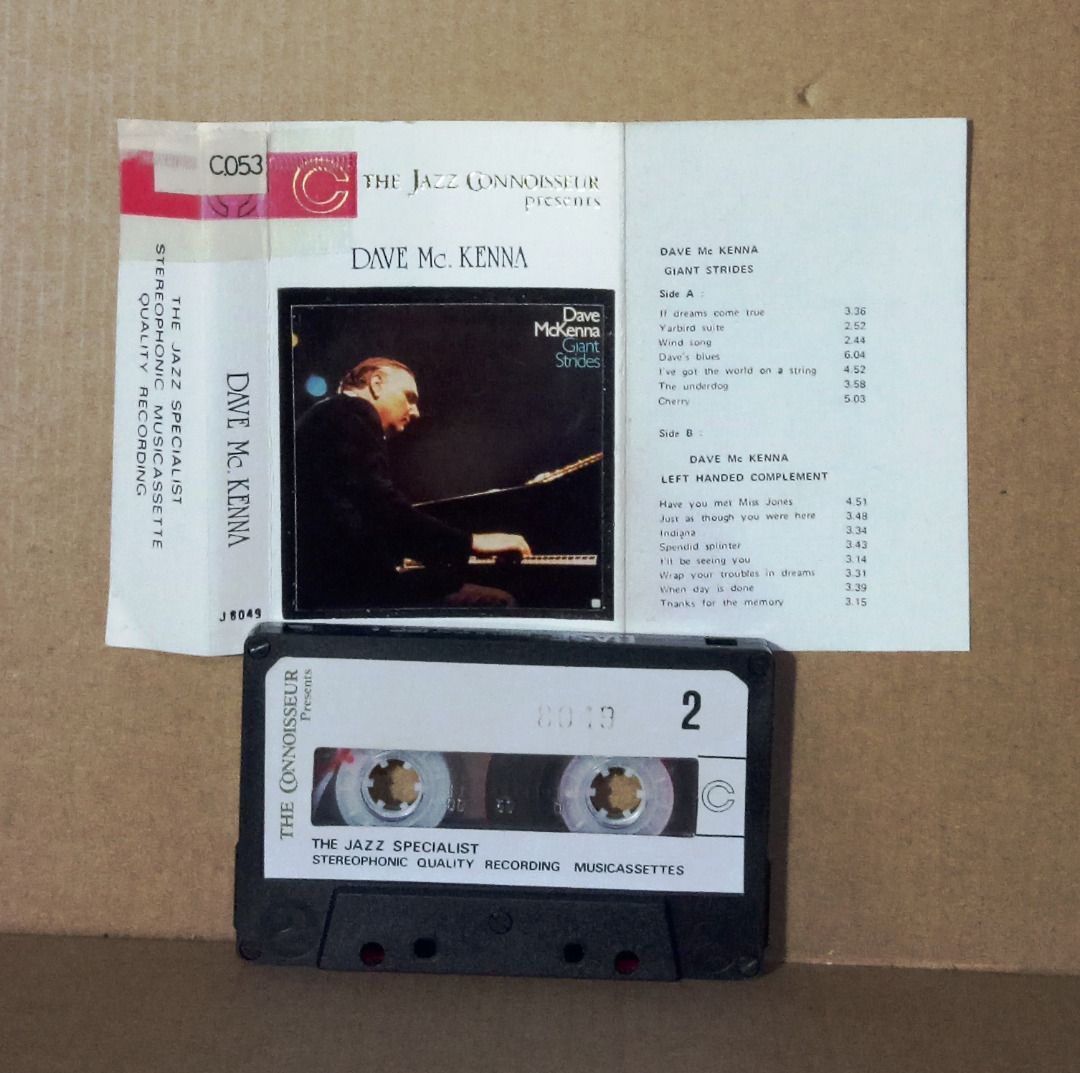 C.053
THE JAZZ SPECIALIST
STEREOPHONIC MUSICASSETTE
QUALITY RECORDING
DAVE Mc. KENNA
J 8049
C
THE JAZZ CONNOISSEUR
presents
DAVE Mc. KENNA
Dave
McKenna
Giant
Strides
DAVE Mc KENNA
GIANT STRIDES
Side A :
If dreams come true 3.36
Yarbird suite 2.52
Wind song 2.44
Dave's blues 6.04
I've got the world on a string 4.52
The underdog 3.58
Cherry 5.03
Side B :
DAVE Mc KENNA
LEFT HANDED COMPLEMENT
Have you met Miss Jones 4.51
Just as though you were here 3.48
Indiana 3.34
Spendid splinter 3.43
I'll be seeing you 3.14
Wrap your troubles in dreams 3.31
When day is done 3.39
Thanks for the memory 3.15
BASF
THE CONNOISSEUR
Presents
8049
2
C
THE JAZZ SPECIALIST
STEREOPHONIC QUALITY RECORDING MUSICASSETTES
2